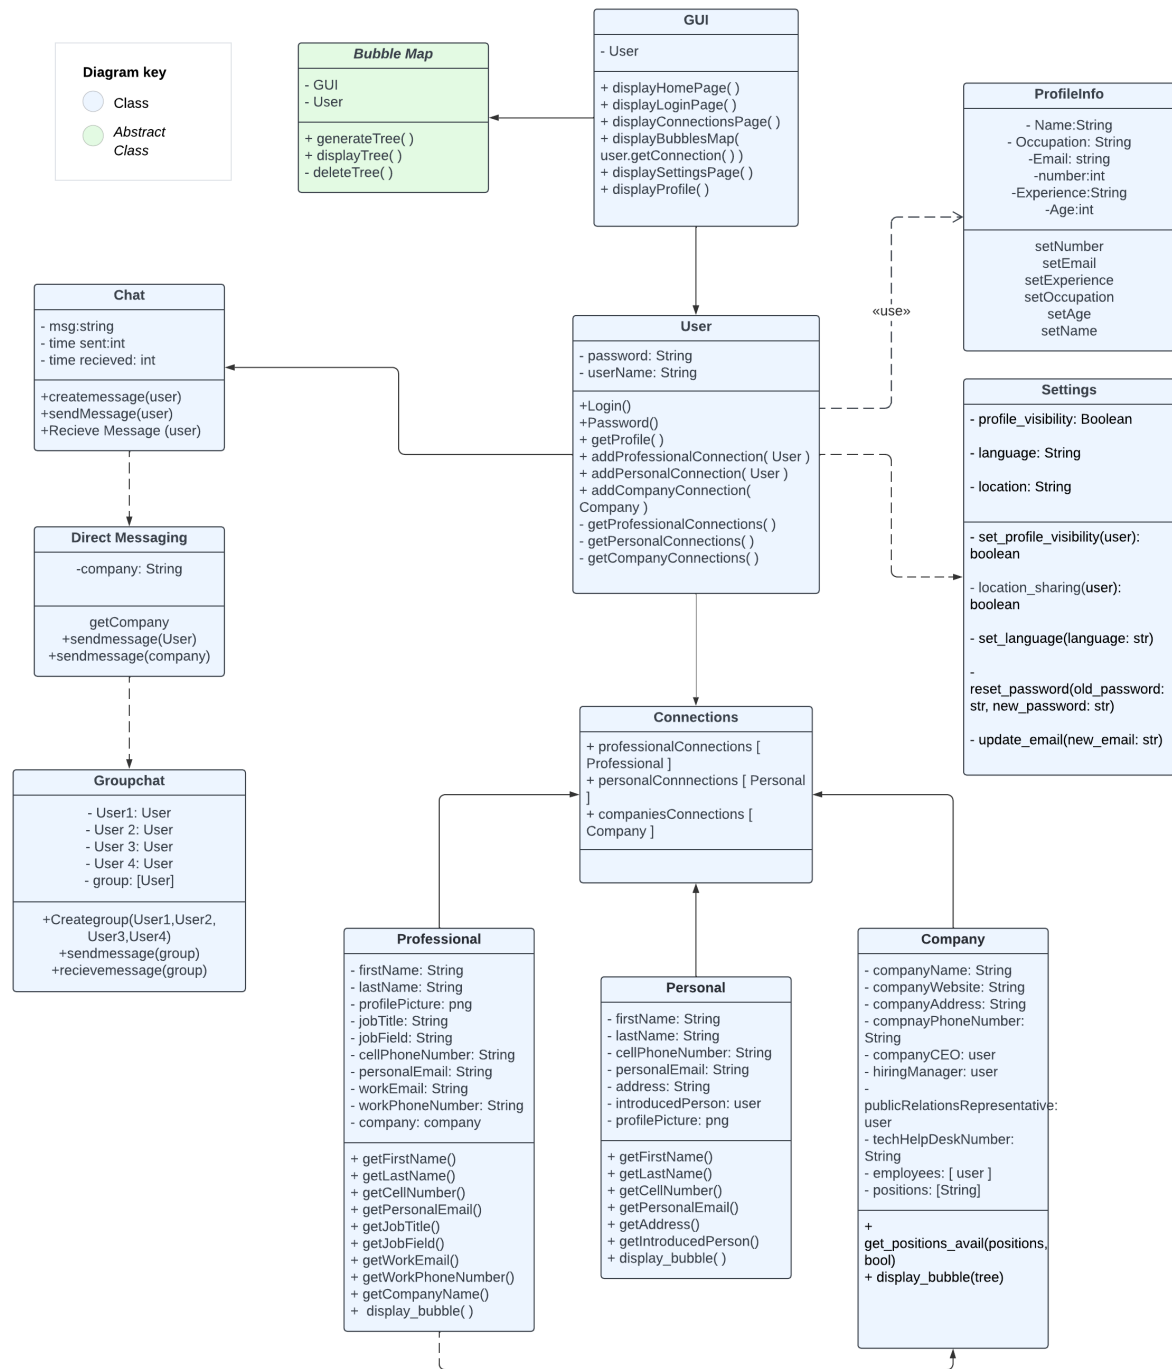 Diagram key
Class
Abstract
Class
Bubble Map
- GUI
- User
+ generateTree( )
+ displayTree( )
- deleteTree( )
GUI
- User
+ displayHomePage( )
+ displayLoginPage( )
+ displayConnectionsPage( )
+ displayBubblesMap(
user.getConnection( ) )
+ displaySettingsPage( )
+ displayProfile( )
ProfileInfo
- Name:String
- Occupation: String
-Email: string
-number:int
-Experience:String
-Age:int
setNumber
setEmail
setExperience
setOccupation
setAge
setName
«use»
Chat
- msg:string
- time sent:int
- time recieved: int
+createmessage(user)
+sendMessage(user)
+Recieve Message (user)
User
- password: String
- userName: String
+Login()
+Password()
+ getProfile( )
+ addProfessionalConnection( User )
+ addPersonalConnection( User )
+ addCompanyConnection(
Company )
- getProfessionalConnections( )
- getPersonalConnections( )
- getCompanyConnections( )
Settings
- profile_visibility: Boolean
- language: String
- location: String
- set_profile_visibility(user):
boolean
- location_sharing(user):
boolean
- set_language(language: str)
-
reset_password(old_password:
str, new_password: str)
- update_email(new_email: str)
Direct Messaging
-company: String
getCompany
+sendmessage(User)
+sendmessage(company)
Groupchat
- User1: User
- User 2: User
- User 3: User
- User 4: User
- group: [User]
+Creategroup(User1,User2,
User3,User4)
+sendmessage(group)
+recievemessage(group)
Connections
+ professionalConnections [
Professional ]
+ personalConnnections [ Personal
]
+ companiesConnections [
Company ]
Professional
- firstName: String
- lastName: String
- profilePicture: png
- jobTitle: String
- jobField: String
- cellPhoneNumber: String
- personalEmail: String
- workEmail: String
- workPhoneNumber: String
- company: company
+ getFirstName()
+ getLastName()
+ getCellNumber()
+ getPersonalEmail()
+ getJobTitle()
+ getJobField()
+ getWorkEmail()
+ getWorkPhoneNumber()
+ getCompanyName()
+ display_bubble( )
Personal
- firstName: String
- lastName: String
- cellPhoneNumber: String
- personalEmail: String
- address: String
- introducedPerson: user
- profilePicture: png
+ getFirstName()
+ getLastName()
+ getCellNumber()
+ getPersonalEmail()
+ getAddress()
+ getIntroducedPerson()
+ display_bubble( )
Company
- companyName: String
- companyWebsite: String
- companyAddress: String
- compnayPhoneNumber:
String
- companyCEO: user
- hiringManager: user
-
publicRelationsRepresentative:
user
- techHelpDeskNumber:
String
- employees: [ user ]
- positions: [String]
+
get_positions_avail(positions,
bool)
+ display_bubble(tree)